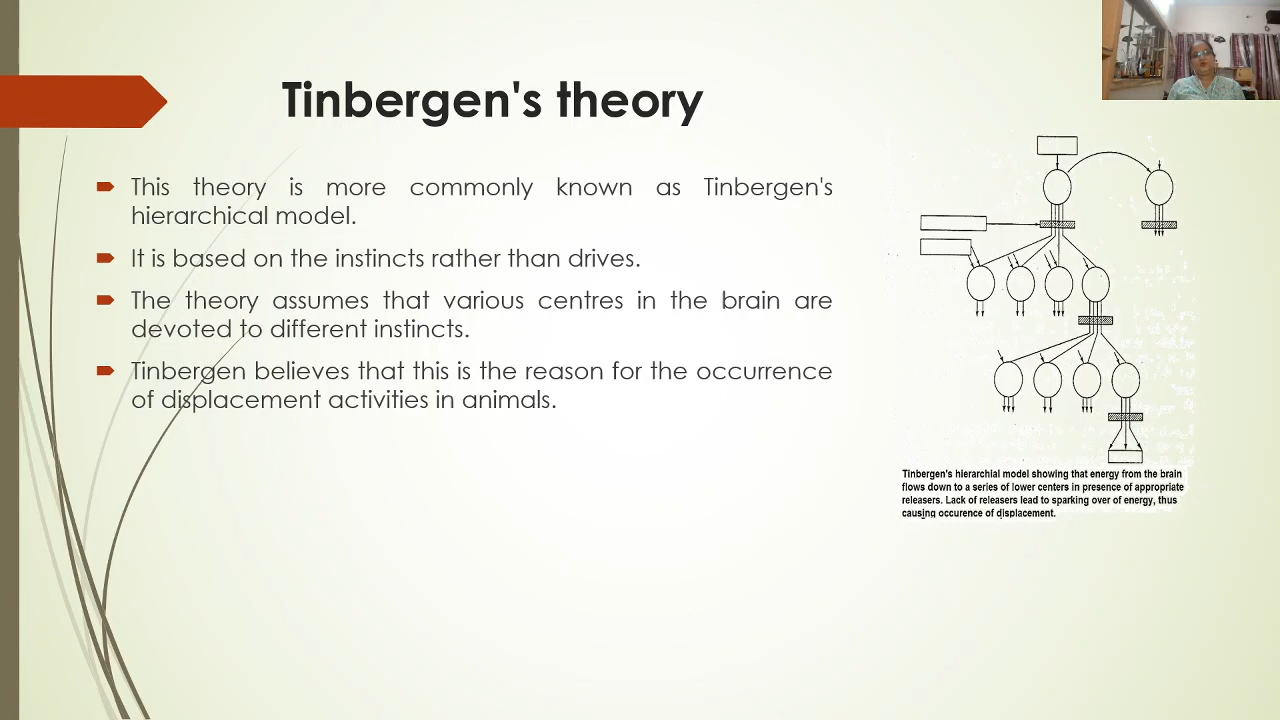 Tinbergen's theory
This theory is more commonly known as Tinbergen's
hierarchical model.
It is based on the instincts rather than drives.
The theory assumes that various centres in the brain are
devoted to different instincts.
Tinbergen believes that this is the reason for the occurrence
of displacement activities in animals.
Tinbergen's hierarchial model showing that energy from the brain
flows down to a series of lower centers in presence of appropriate
releasers. Lack of releasers lead to sparking over of energy, thus
causing occurence of displacement.